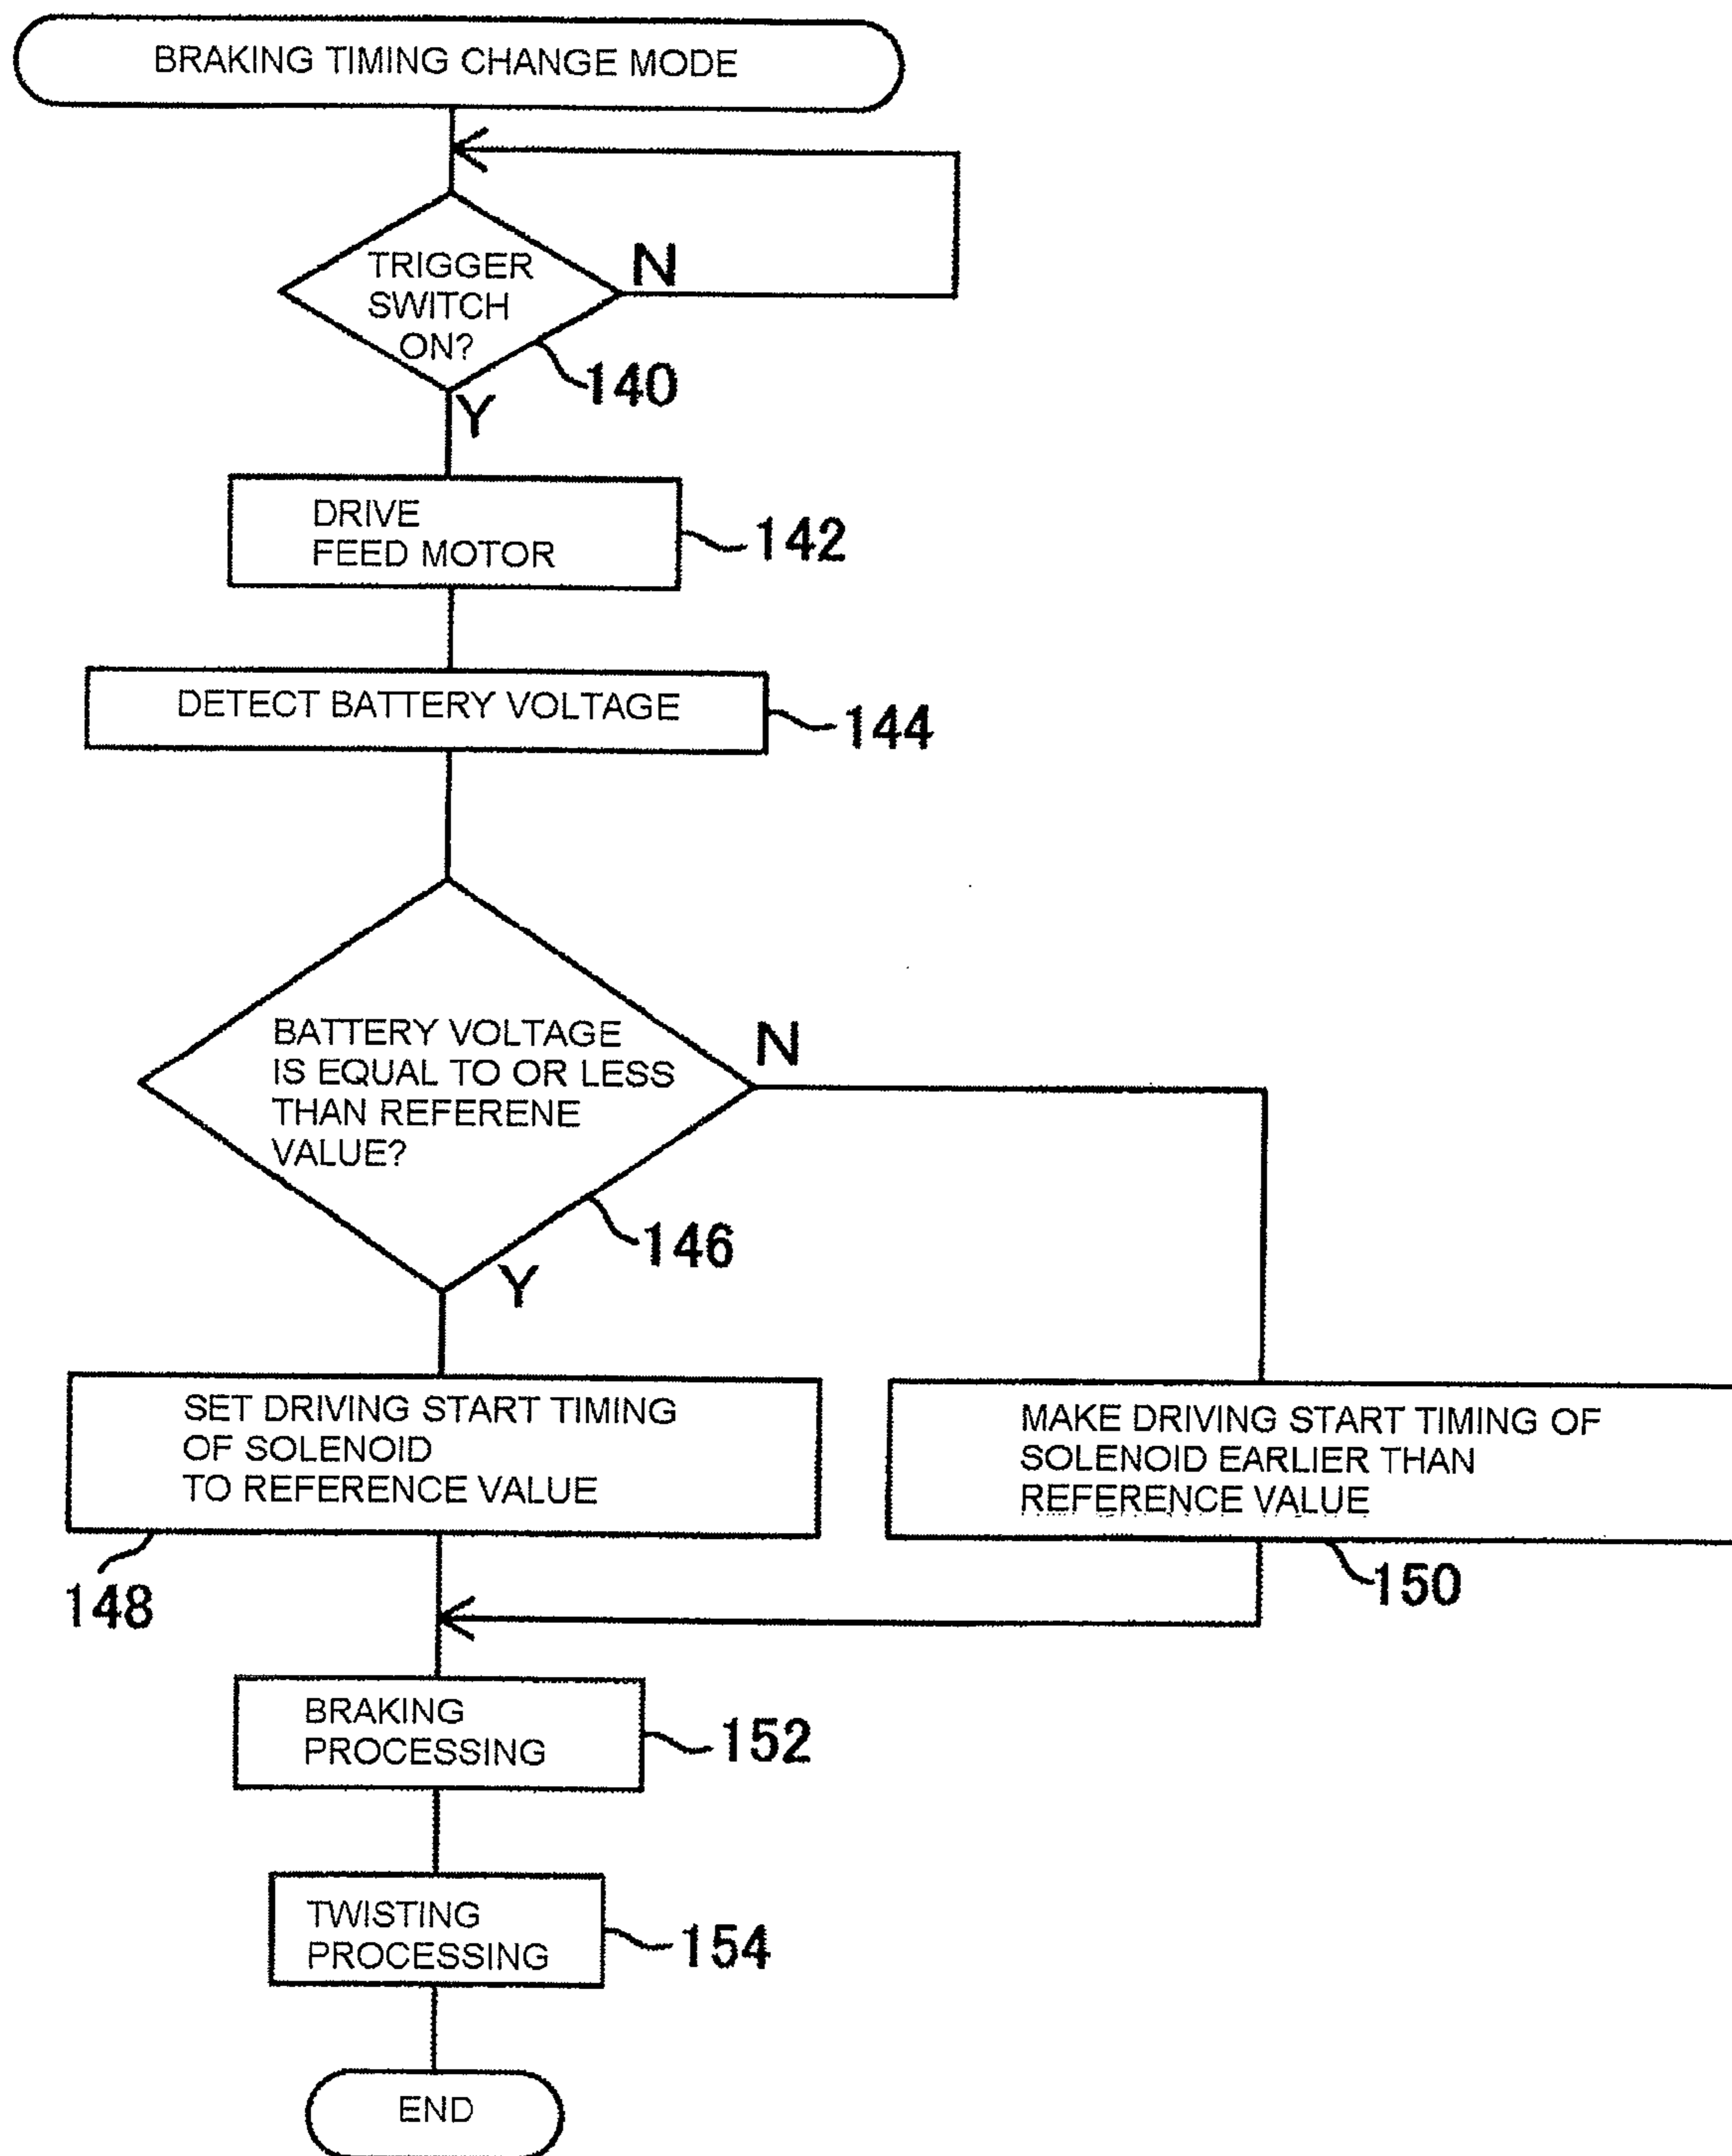 BRAKING TIMING CHANGE MODE
TRIGGER
SWITCH
ON?
N
140
Y
DRIVE
FEED MOTOR
142
DETECT BATTERY VOLTAGE
144
BATTERY VOLTAGE
IS EQUAL TO OR LESS
THAN REFERENE
VALUE?
N
146
Y
SET DRIVING START TIMING
OF SOLENOID
TO REFERENCE VALUE
148
MAKE DRIVING START TIMING OF
SOLENOID EARLIER THAN
REFERENCE VALUE
150
BRAKING
PROCESSING
152
TWISTING
PROCESSING
154
END